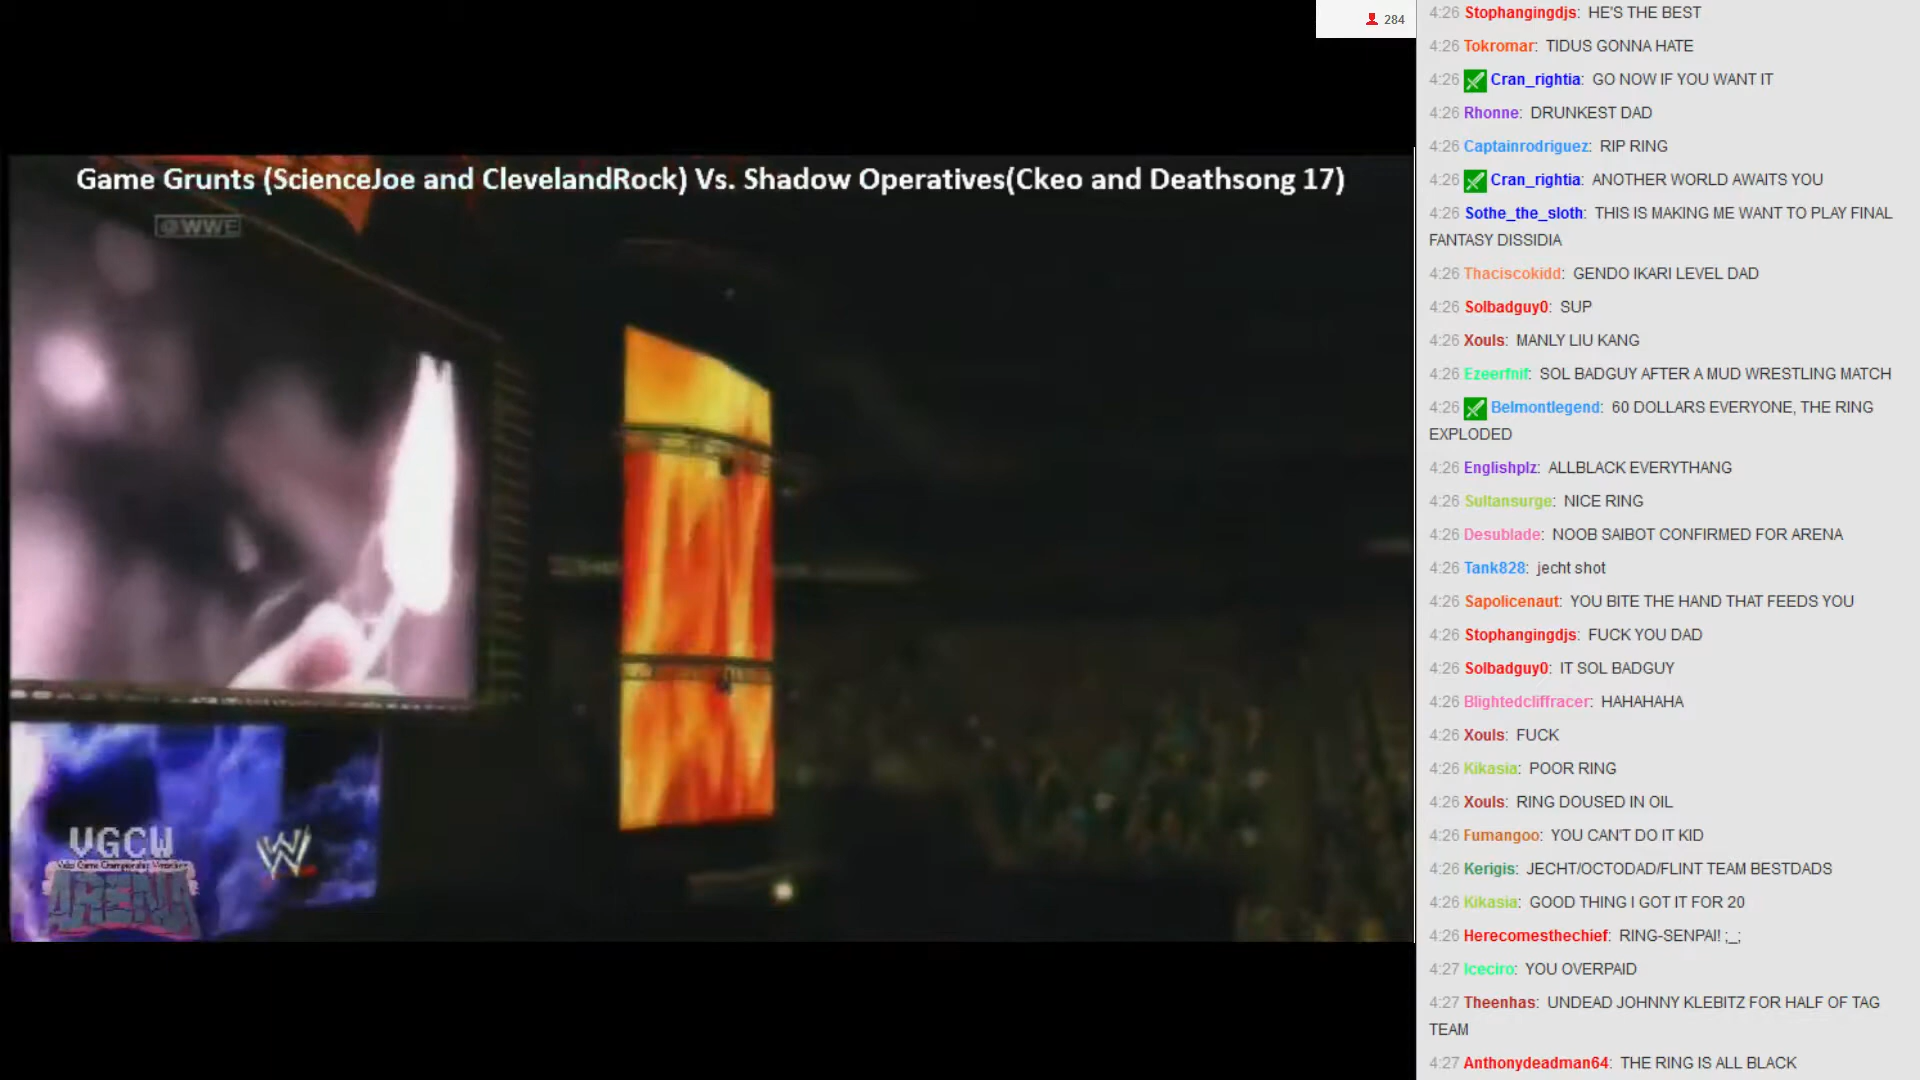 284
Game Grunts (ScienceJoe and ClevelandRock) Vs. Shadow Operatives(Ckeo and Deathsong 17)
@WWE
VGCW
Video Game Championship Wrestling
ARENA
W
4:26 Stophangingdjs: HE'S THE BEST
4:26 Tokromar: TIDUS GONNA HATE
4:26 Cran_rightia: GO NOW IF YOU WANT IT
4:26 Rhonne: DRUNKEST DAD
4:26 Captainrodriguez: RIP RING
4:26 Cran_rightia: ANOTHER WORLD AWAITS YOU
4:26 Sothe_the_sloth: THIS IS MAKING ME WANT TO PLAY FINAL
FANTASY DISSIDIA
4:26 Thaciscokidd: GENDO IKARI LEVEL DAD
4:26 Solbadguy0: SUP
4:26 Xouls: MANLY LIU KANG
4:26 Ezeerfnif: SOL BADGUY AFTER A MUD WRESTLING MATCH
4:26 Belmontlegend: 60 DOLLARS EVERYONE, THE RING
EXPLODED
4:26 Englishplz: ALLBLACK EVERYTHANG
4:26 Sultansurge: NICE RING
4:26 Desublade: NOOB SAIBOT CONFIRMED FOR ARENA
4:26 Tank828: jecht shot
4:26 Sapolicenaut: YOU BITE THE HAND THAT FEEDS YOU
4:26 Stophangingdjs: FUCK YOU DAD
4:26 Solbadguy0: IT SOL BADGUY
4:26 Blightedcliffracer: HAHAHAHA
4:26 Xouls: FUCK
4:26 Kikasia: POOR RING
4:26 Xouls: RING DOUSED IN OIL
4:26 Fumangoo: YOU CAN'T DO IT KID
4:26 Kerigis: JECHT/OCTODAD/FLINT TEAM BESTDADS
4:26 Kikasia: GOOD THING I GOT IT FOR 20
4:26 Herecomesthechief: RING-SENPAI! ;_;
4:27 Iceciro: YOU OVERPAID
4:27 Theenhas: UNDEAD JOHNNY KLEBITZ FOR HALF OF TAG
TEAM
4:27 Anthonydeadman64: THE RING IS ALL BLACK